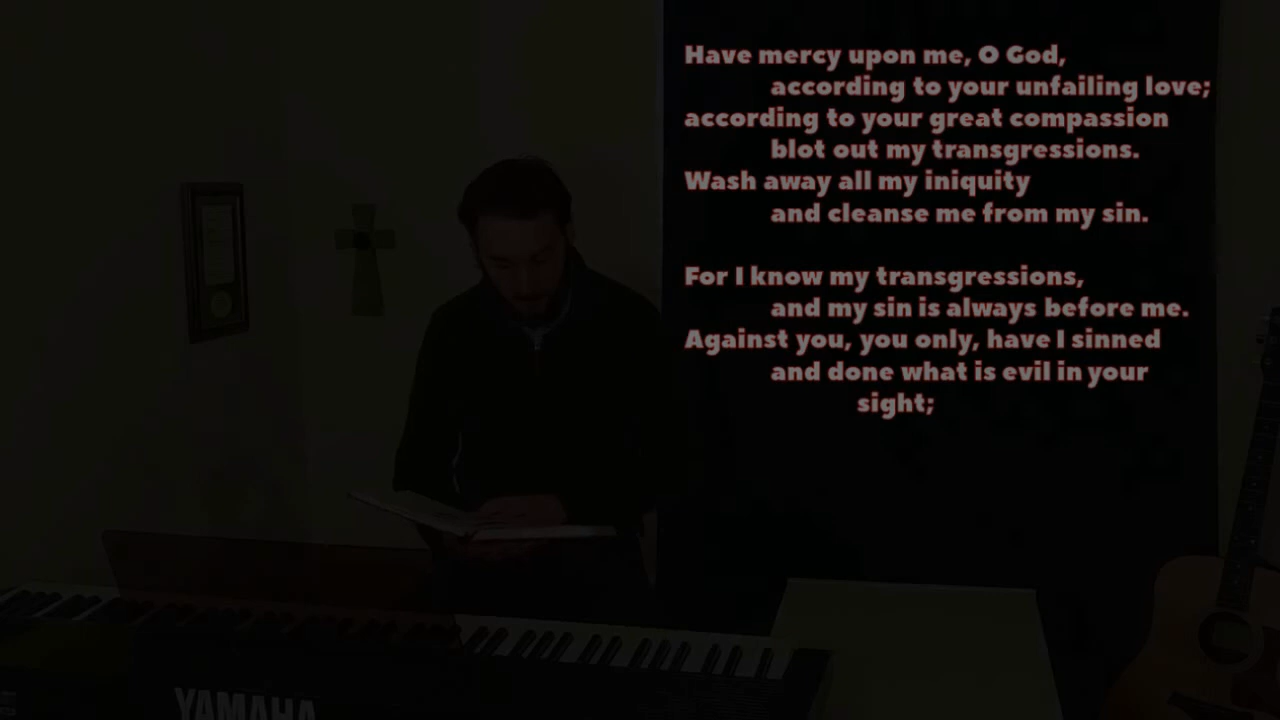 Have mercy upon me, O God,
according to your unfailing love;
according to your great compassion
blot out my transgressions.
Wash away all my iniquity
and cleanse me from my sin.
For I know my transgressions,
and my sin is always before me.
Against you, you only, have I sinned
and done what is evil in your
sight;
YAMAHA